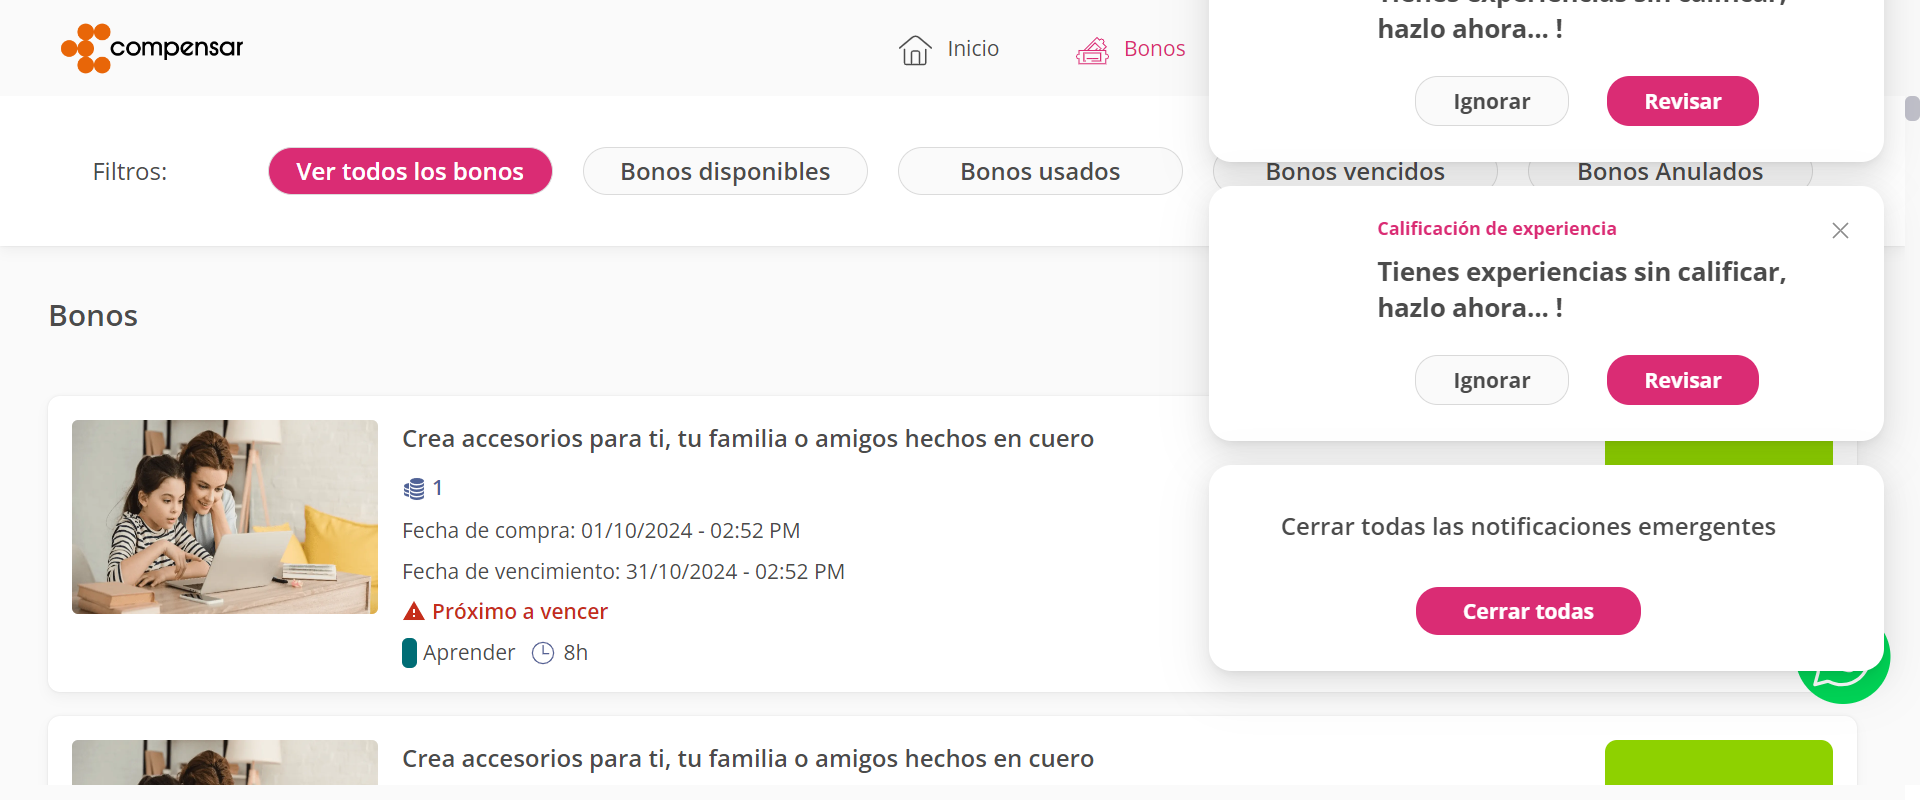 compensar
Inicio
Bonos
Tienes experiencias sin calificar,
hazlo ahora... !
Ignorar
Revisar
Filtros:
Ver todos los bonos
Bonos disponibles
Bonos usados
Bonos vencidos
Bonos Anulados
Calificación de experiencia
Tienes experiencias sin calificar,
hazlo ahora... !
Ignorar
Revisar
Bonos
Crea accesorios para ti, tu familia o amigos hechos en cuero
1
Fecha de compra: 01/10/2024 - 02:52 PM
Fecha de vencimiento: 31/10/2024 - 02:52 PM
Próximo a vencer
Aprender
8h
Cerrar todas las notificaciones emergentes
Cerrar todas
Crea accesorios para ti, tu familia o amigos hechos en cuero